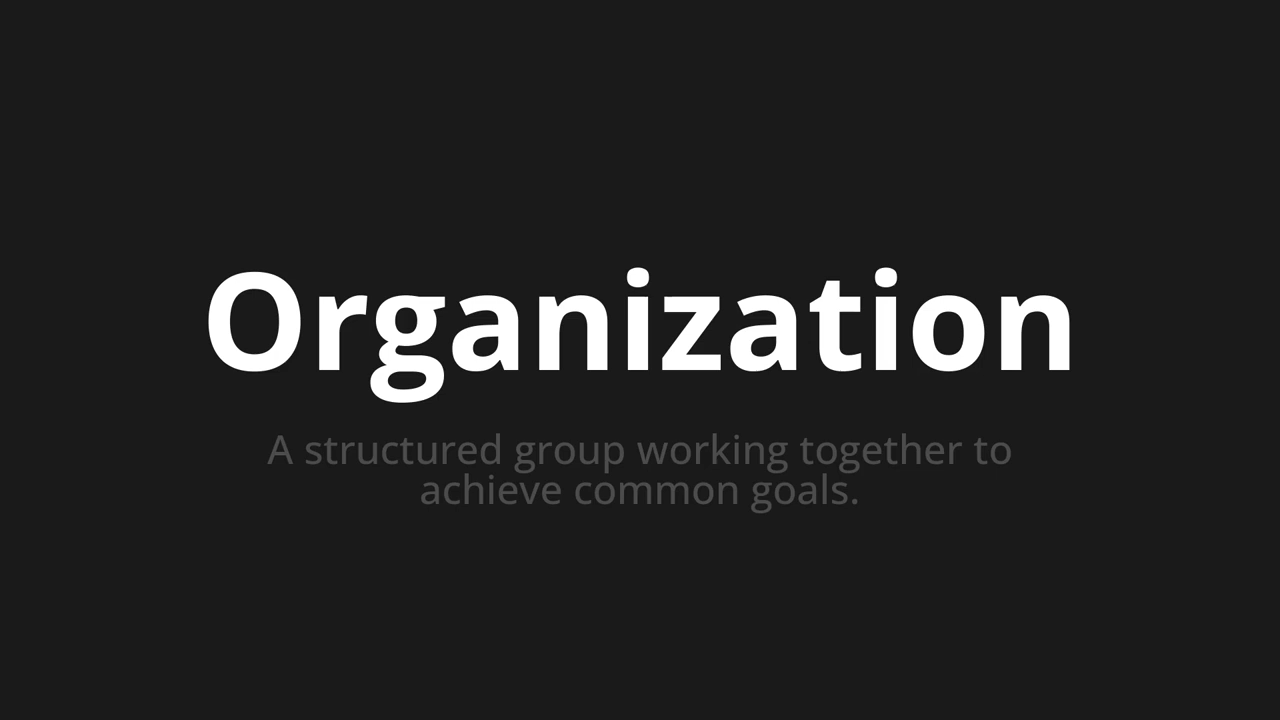 Organization
A structured group working together to
achieve common goals.